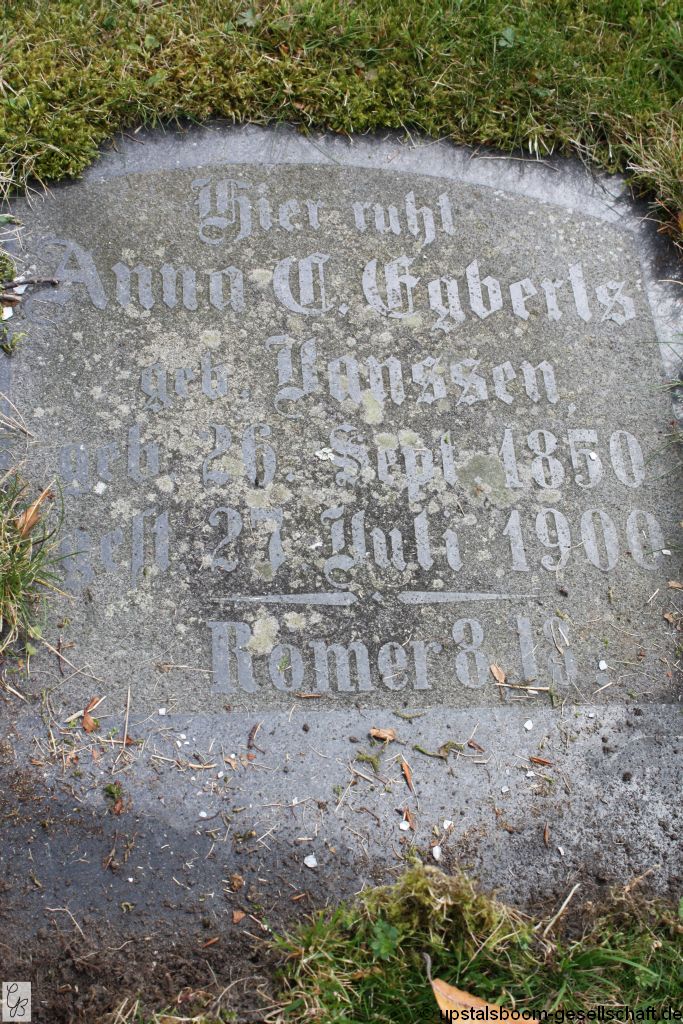 Hier ruht
Anna C. Egberts
geb. Janssen,
geb. 26. Sept. 1850
gest. 27. Juli 1900
Römer 8.
GB
upstalsboom-gesellschaft.de